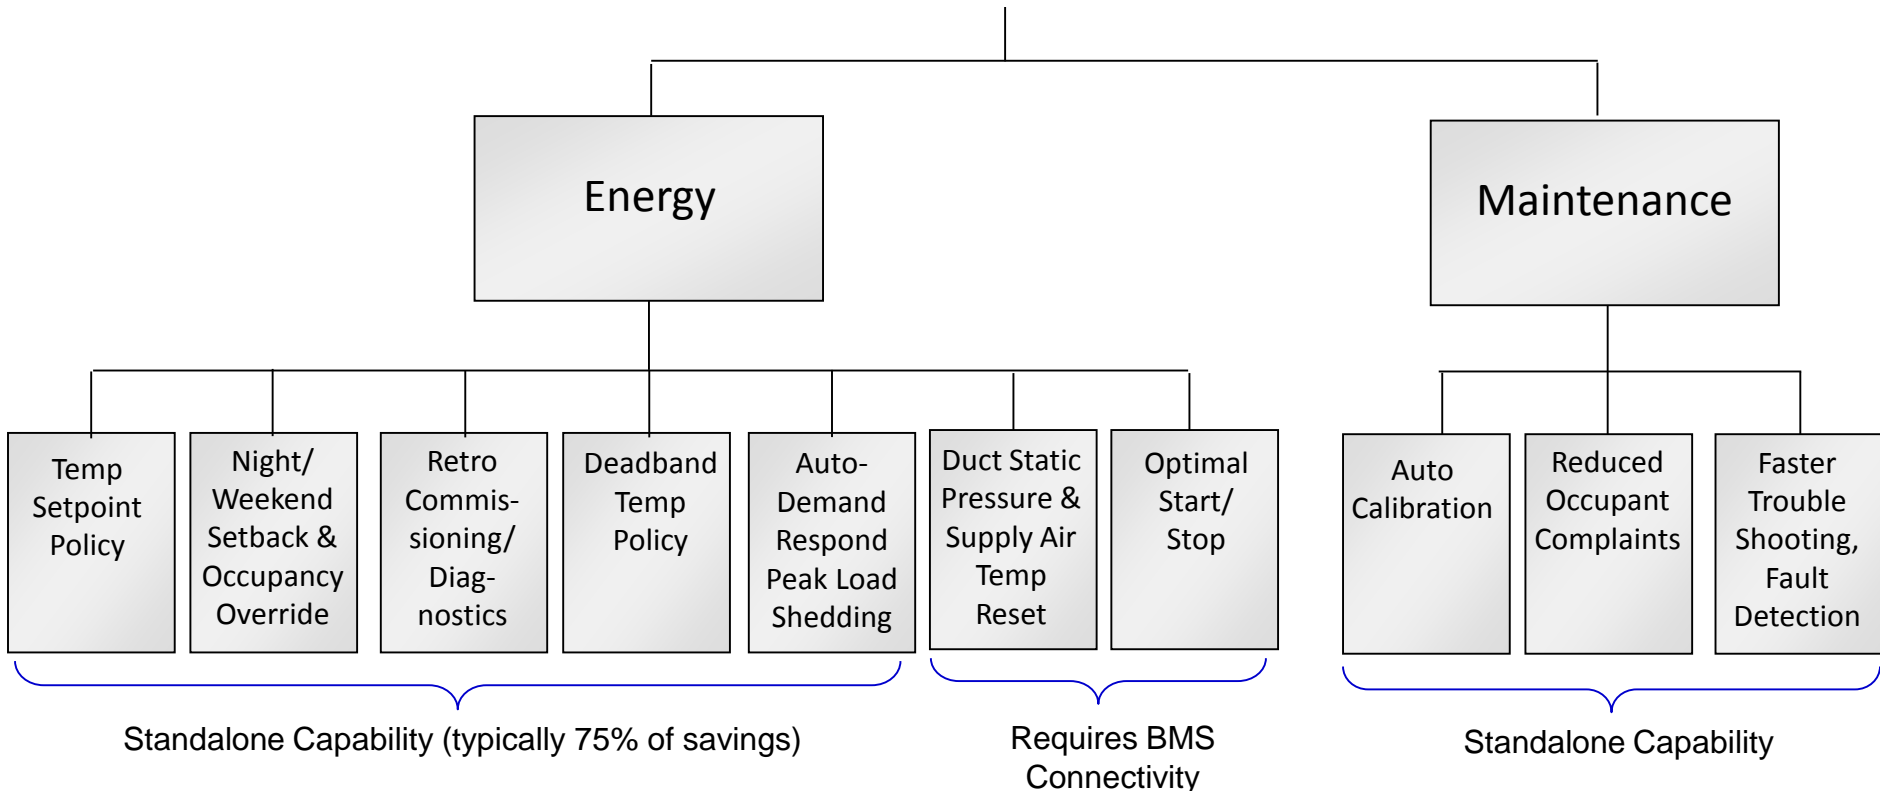 Energy
Maintenance
Temp
Setpoint
Policy
Night/
Weekend
Setback &
Occupancy
Override
Retro
Commis-
sioning/
Diag-
nostics
Deadband
Temp
Policy
Auto-
Demand
Respond
Peak Load
Shedding
Duct Static
Pressure &
Supply Air
Temp
Reset
Optimal
Start/
Stop
Auto
Calibration
Reduced
Occupant
Complaints
Faster
Trouble
Shooting,
Fault
Detection
Standalone Capability (typically 75% of savings)
Requires BMS
Connectivity
Standalone Capability